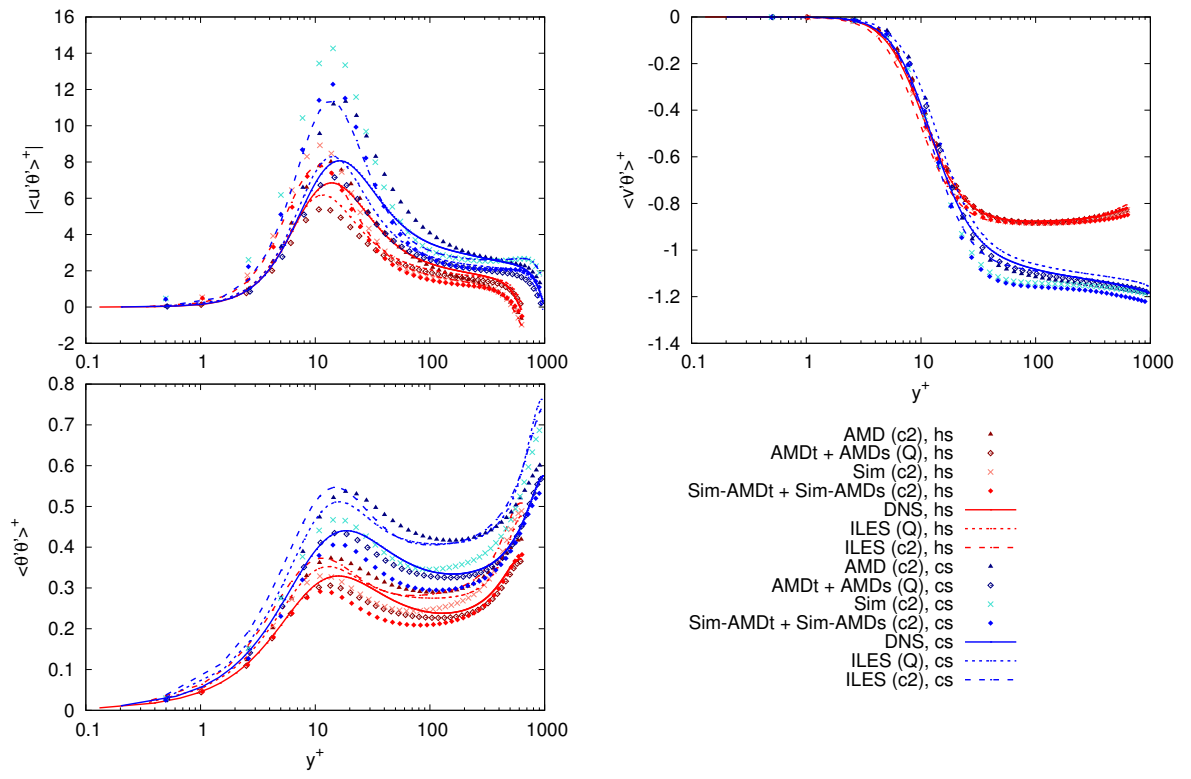 16
14
12
10
8
6
4
2
0
-2
|<u'θ'>⁺|
0.1 1 10 100 1000
0
-0.2
-0.4
-0.6
-0.8
-1
-1.2
-1.4
<v'θ'>⁺
0.1 1 10 100 1000
y⁺
0.8
0.7
0.6
0.5
0.4
0.3
0.2
0.1
0
<θ'θ'>⁺
0.1 1 10 100 1000
y⁺
AMD (c2), hs
AMDt + AMDs (Q), hs
Sim (c2), hs
Sim-AMDt + Sim-AMDs (c2), hs
DNS, hs
ILES (Q), hs
ILES (c2), hs
AMD (c2), cs
AMDt + AMDs (Q), cs
Sim (c2), cs
Sim-AMDt + Sim-AMDs (c2), cs
DNS, cs
ILES (Q), cs
ILES (c2), cs